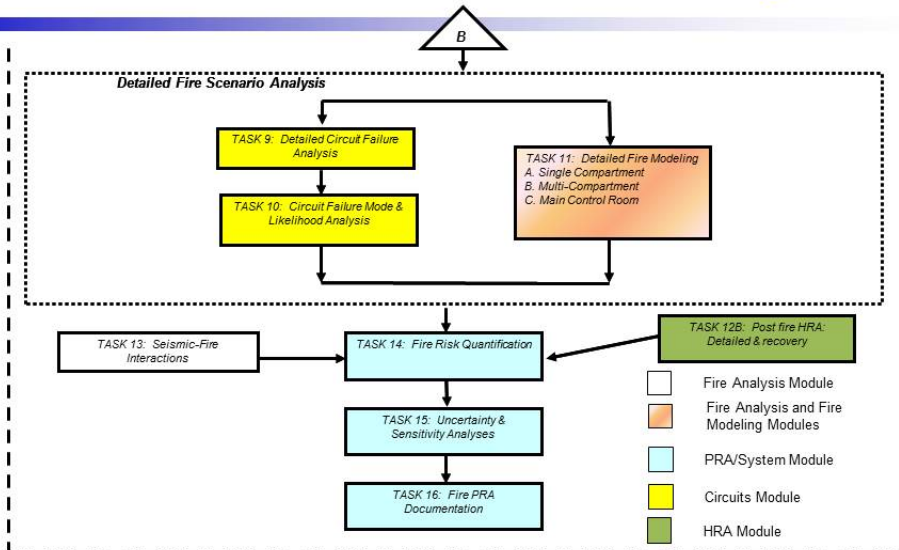 B
Detailed Fire Scenario Analysis
TASK 9: Detailed Circuit Failure
Analysis
TASK 10: Circuit Failure Mode &
Likelihood Analysis
TASK 11: Detailed Fire Modeling
A. Single Compartment
B. Multi-Compartment
C. Main Control Room
TASK 13: Seismic-Fire
Interactions
TASK 14: Fire Risk Quantification
TASK 12B: Post fire HRA:
Detailed & recovery
TASK 15: Uncertainty &
Sensitivity Analyses
TASK 16: Fire PRA
Documentation
Fire Analysis Module
Fire Analysis and Fire
Modeling Modules
PRA/System Module
Circuits Module
HRA Module